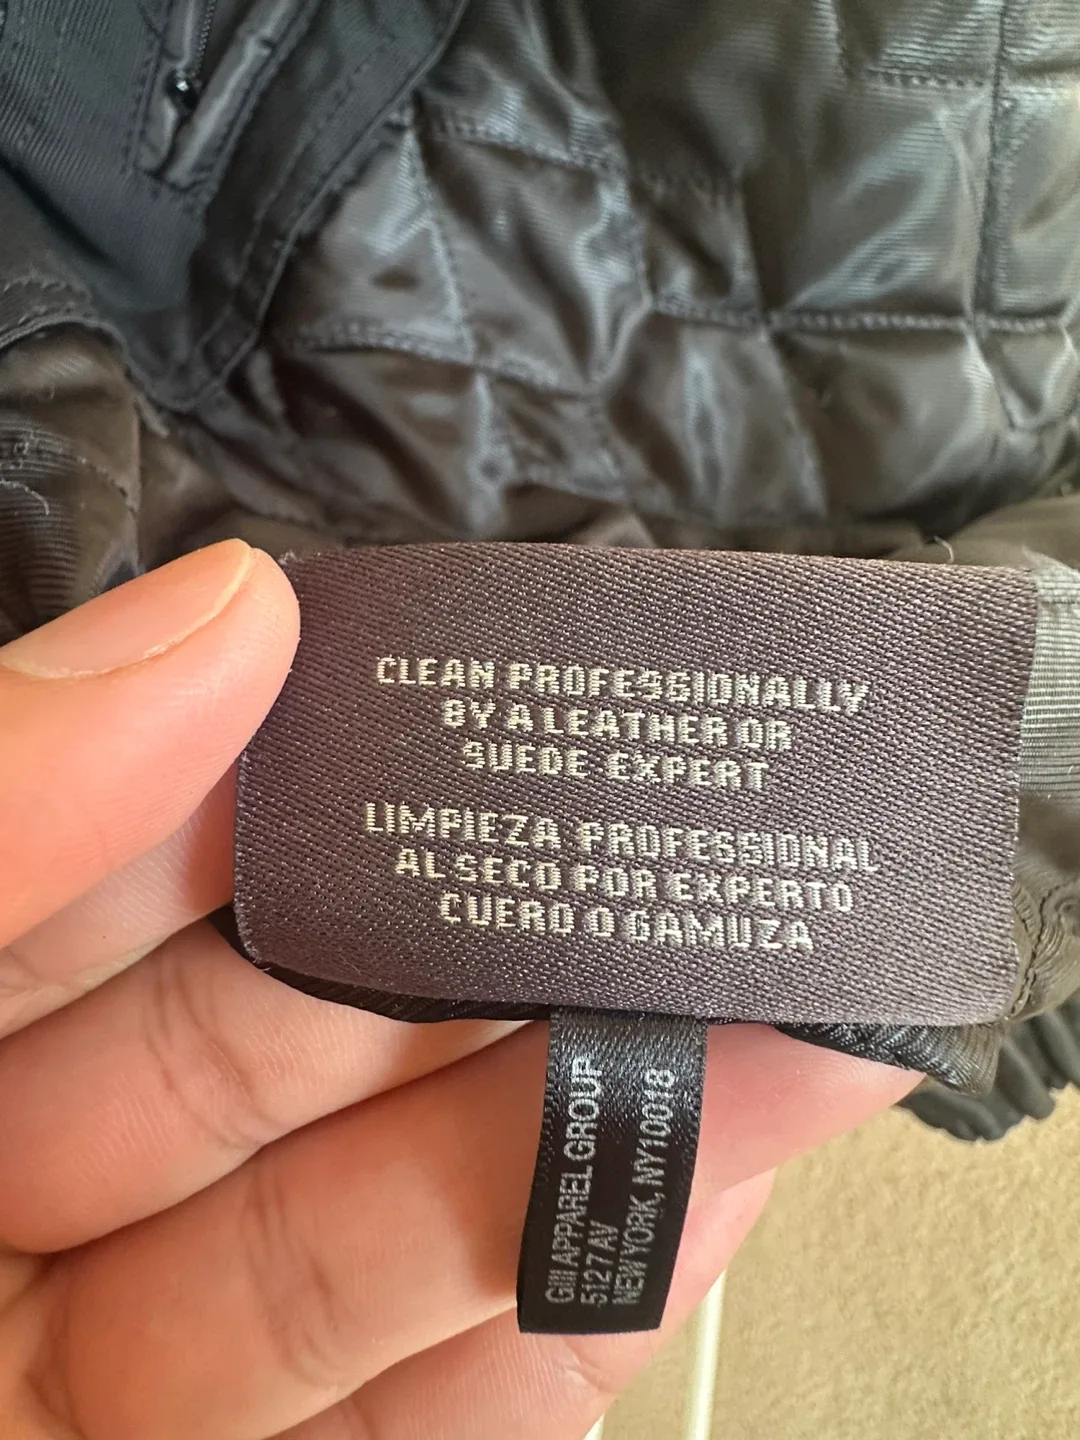 CLEAN PROFESSIONALLY
BY A LEATHER OR
SUEDE EXPERT
LIMPIEZA PROFESSIONAL
AL SECO POR EXPERTO
CUERO O GAMUZA
GIII APPAREL GROUP
512 7 AV
NEW YORK, NY10018